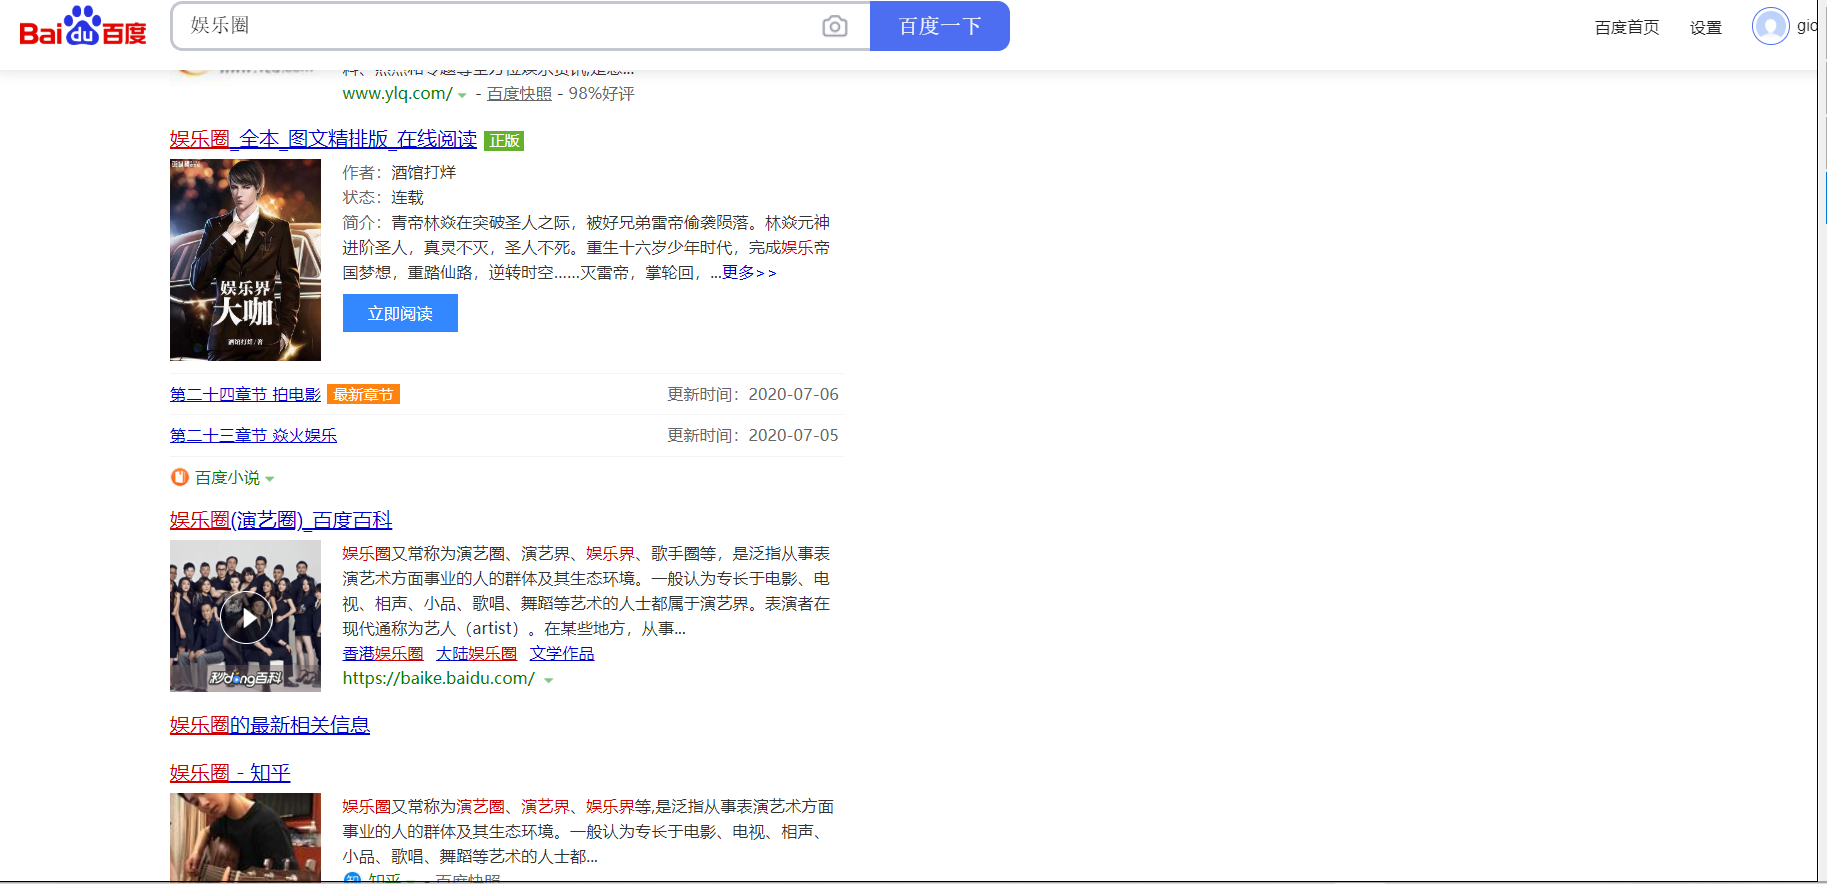 Baidu百度
娱乐圈
百度一下
百度首页
设置
gio
www.ylq.com/ - 百度快照 - 98%好评
娱乐圈_全本_图文精排版_在线阅读 正版
作者：酒馆打烊
状态：连载
简介：青帝林焱在突破圣人之际，被好兄弟雷帝偷袭陨落。林焱元神
进阶圣人，真灵不灭，圣人不死。重生十六岁少年时代，完成娱乐帝
国梦想，重踏仙路，逆转时空......灭雷帝，掌轮回，...更多>>
娱乐界
大咖
酒馆打烊/著
立即阅读
第二十四章节 拍电影 最新章节 更新时间：2020-07-06
第二十三章节 焱火娱乐 更新时间：2020-07-05
百度小说
娱乐圈(演艺圈)_百度百科
娱乐圈又常称为演艺圈、演艺界、娱乐界、歌手圈等，是泛指从事表
演艺术方面事业的人的群体及其生态环境。一般认为专长于电影、电
视、相声、小品、歌唱、舞蹈等艺术的人士都属于演艺界。表演者在
现代通称为艺人（artist）。在某些地方，从事...
秒dong百科
香港娱乐圈 大陆娱乐圈 文学作品
https://baike.baidu.com/
娱乐圈的最新相关信息
娱乐圈 - 知乎
娱乐圈又常称为演艺圈、演艺界、娱乐界等,是泛指从事表演艺术方面
事业的人的群体及其生态环境。一般认为专长于电影、电视、相声、
小品、歌唱、舞蹈等艺术的人士都...
知 知乎 - 百度快照